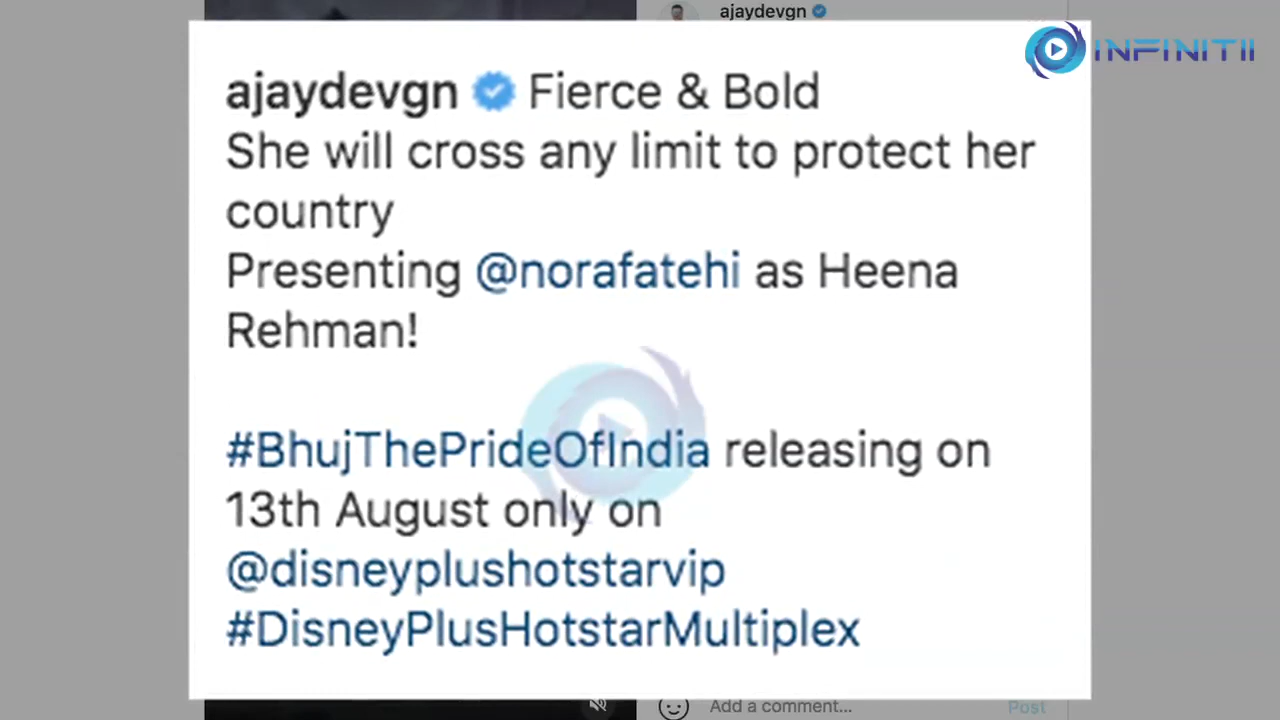 ajaydevgn
INFINITII
ajaydevgn Fierce & Bold
She will cross any limit to protect her
country
Presenting @norafatehi as Heena
Rehman!
#BhujThePrideOfIndia releasing on
13th August only on
@disneyplushotstarvip
#DisneyPlusHotstarMultiplex
Add a comment...
Post